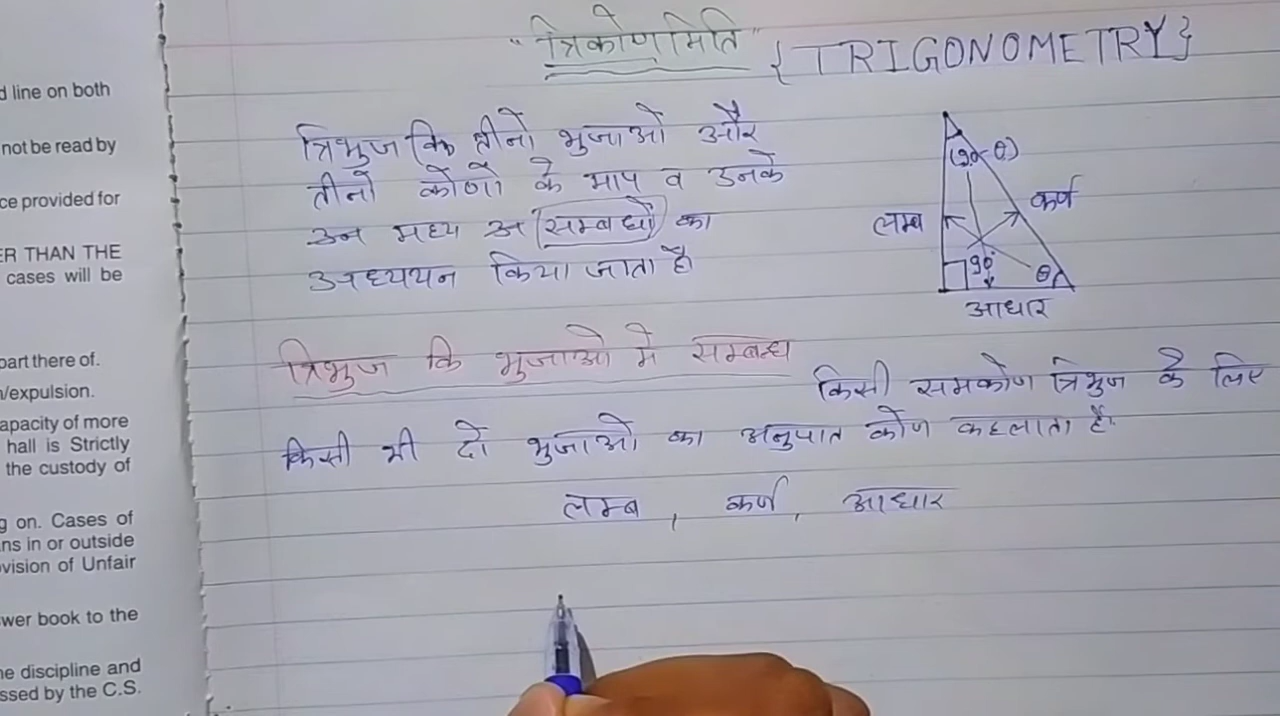 d line on both
not be read by
ce provided for
ER THAN THE
cases will be
part there of.
n/expulsion.
apacity of more
hall is Strictly
the custody of
g on. Cases of
ns in or outside
vision of Unfair
wer book to the
he discipline and
ssed by the C.S.
"त्रिकोणमिति" {TRIGONOMETRY}
त्रिभुज कि तीनो भुजाओ और
तीनो कोणो के माप व उनके
उन मध्य उन सम्बधो का
अध्ययन किया जाता है
(90-θ)
लम्ब
कर्ण
90°
θ
आधार
त्रिभुज कि भुजाओ मे सम्बन्ध
किसी समकोण त्रिभुज के लिए
किसी भी दो भुजाओ का अनुपात कोण कहलाता है.
लम्ब , कर्ण , आधार